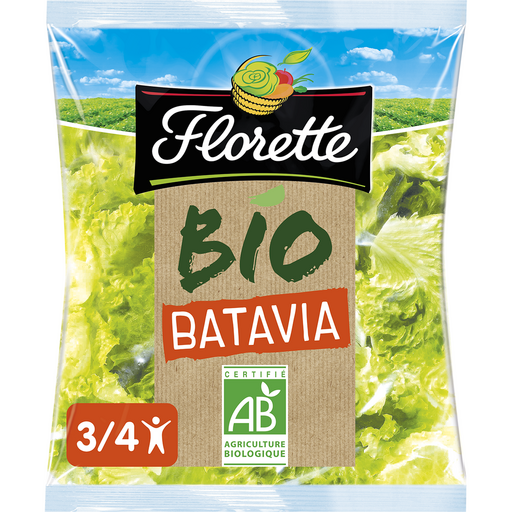 Florette
BIO
BATAVIA
CERTIFIÉ
AB
AGRICULTURE
BIOLOGIQUE
3/4